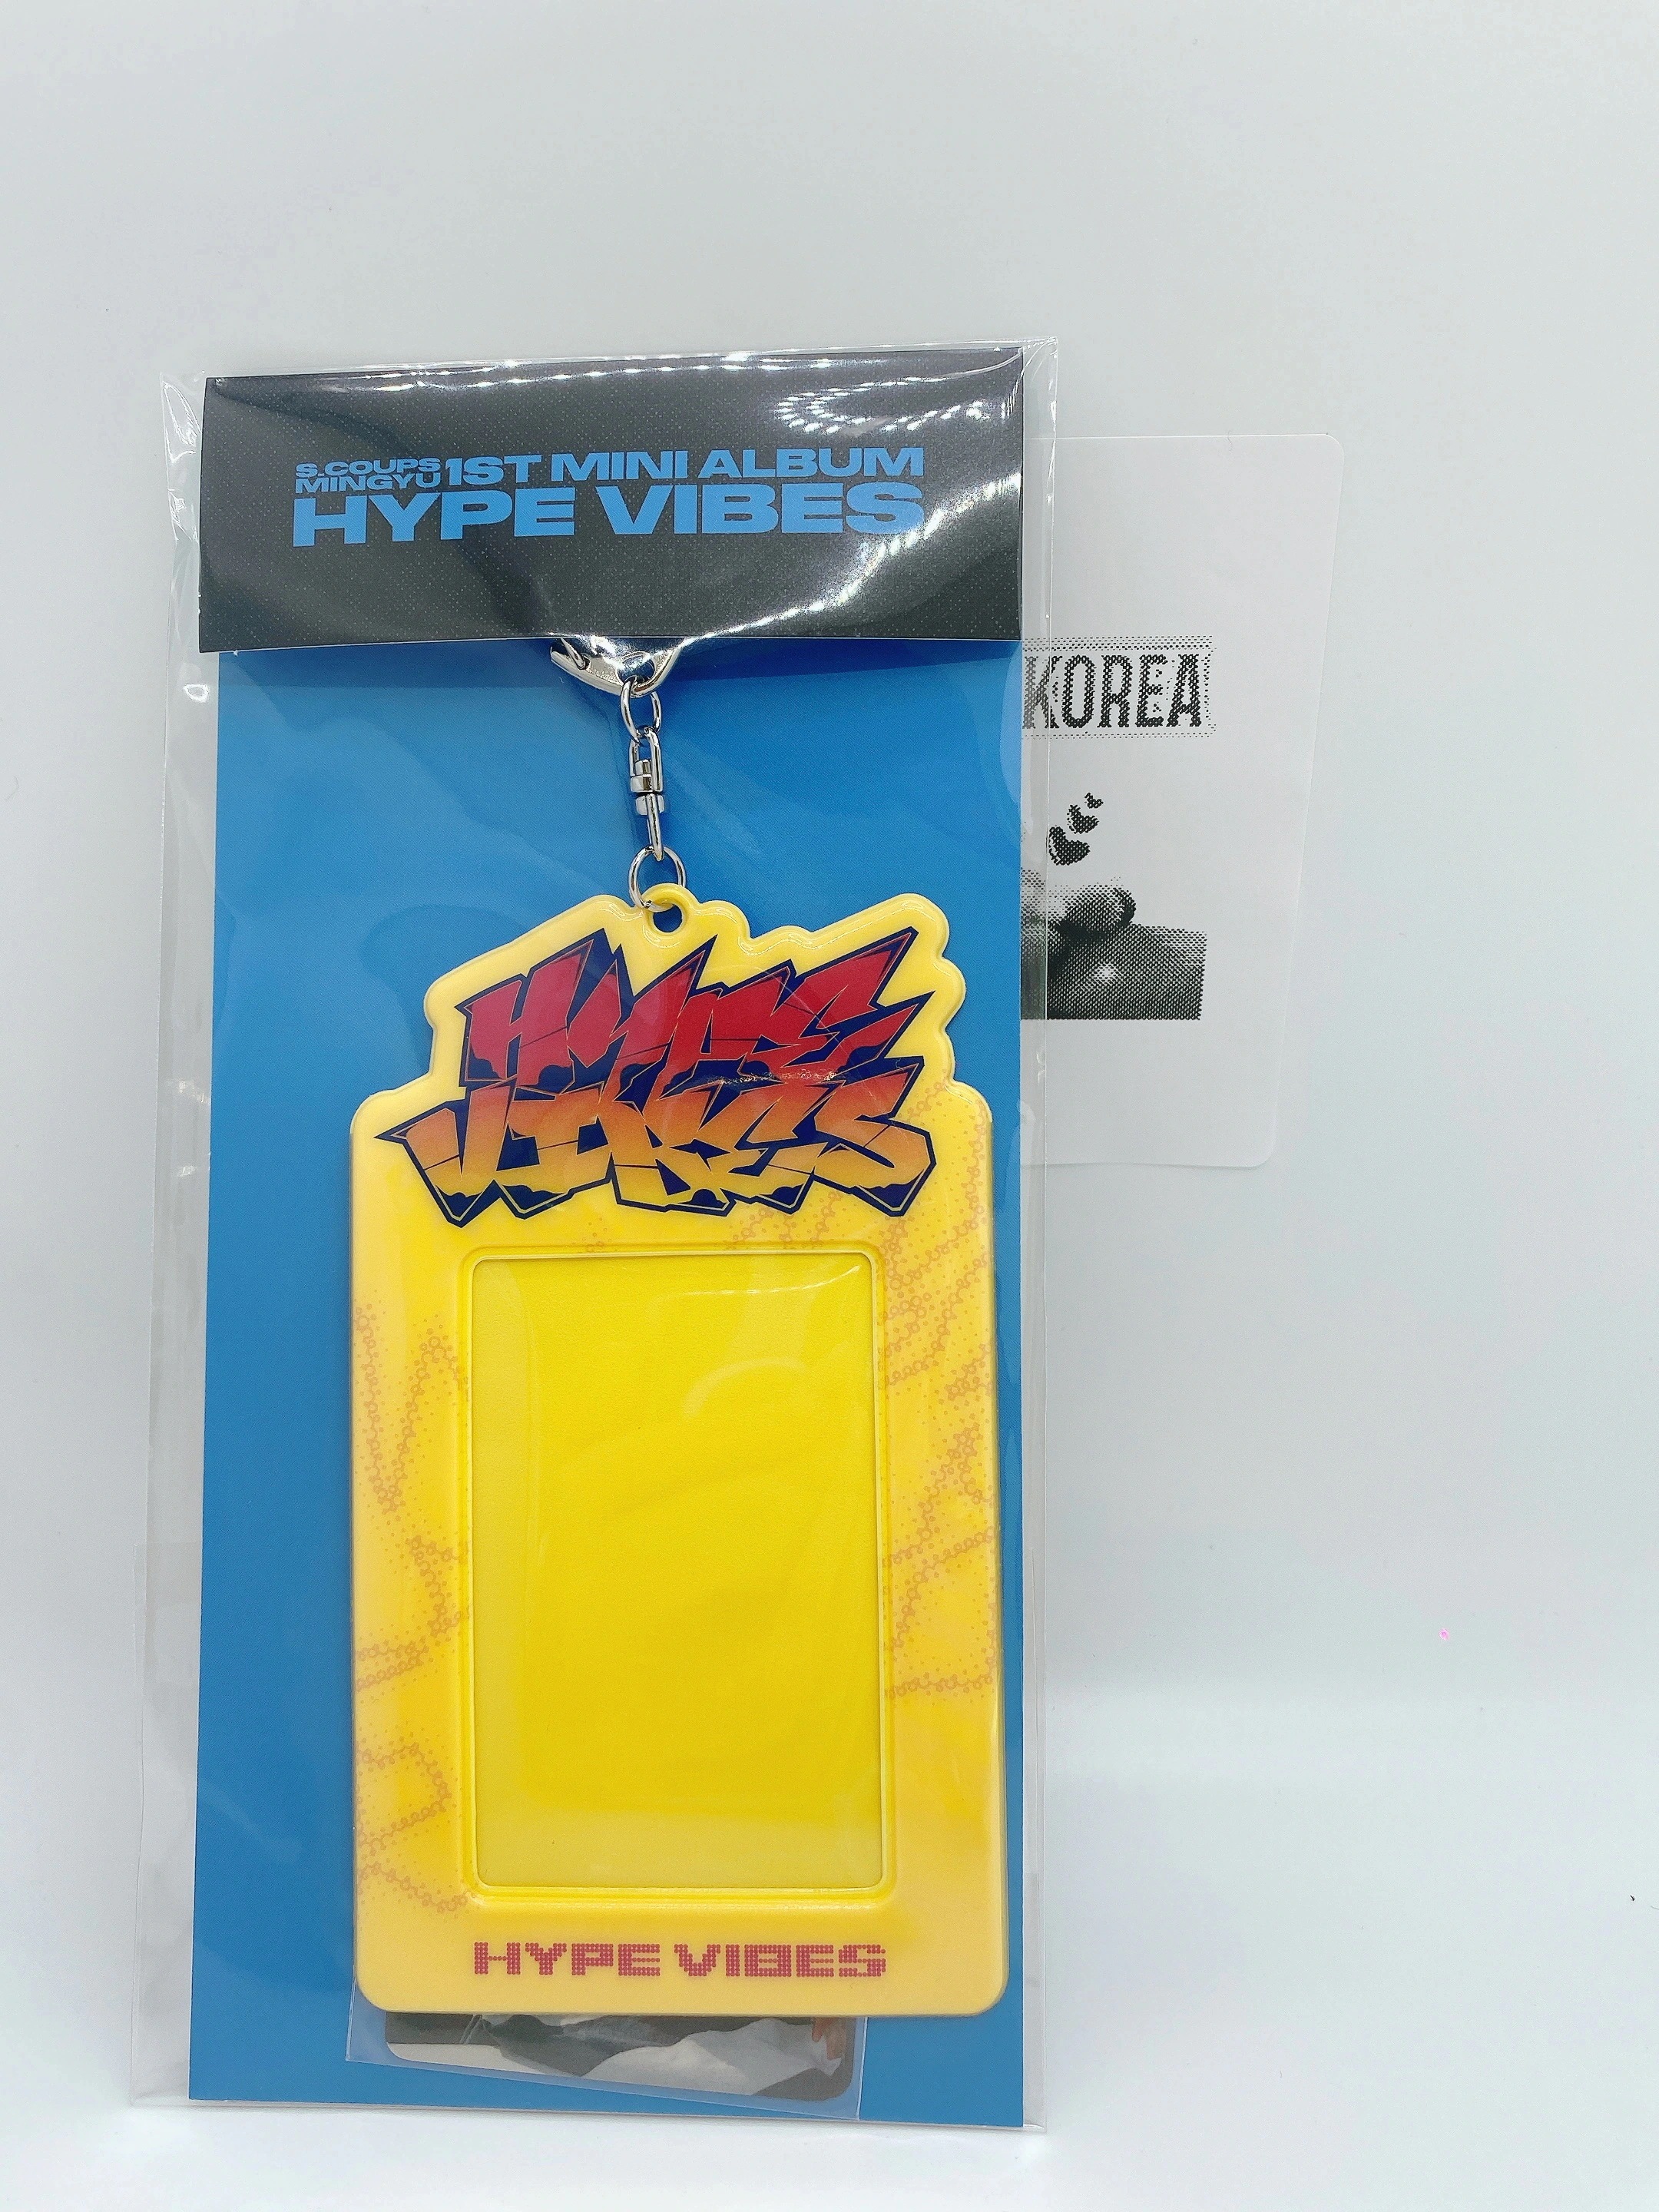 S.COUPS
MINGYU
1ST MINI ALBUM
HYPE VIBES
KOREA
HYPE
VIBES
HYPE VIBES